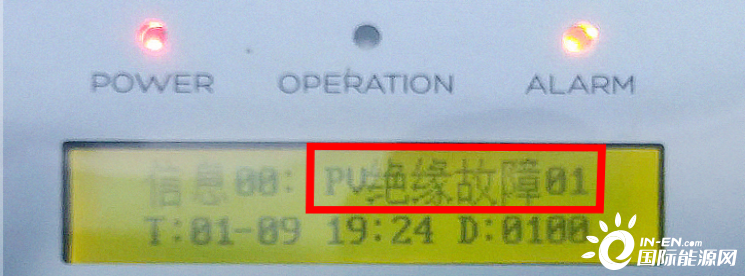 POWER OPERATION ALARM
信息00: PV绝缘故障01
T:01-09 19:24 D:0100
IN-EN.com
国际能源网